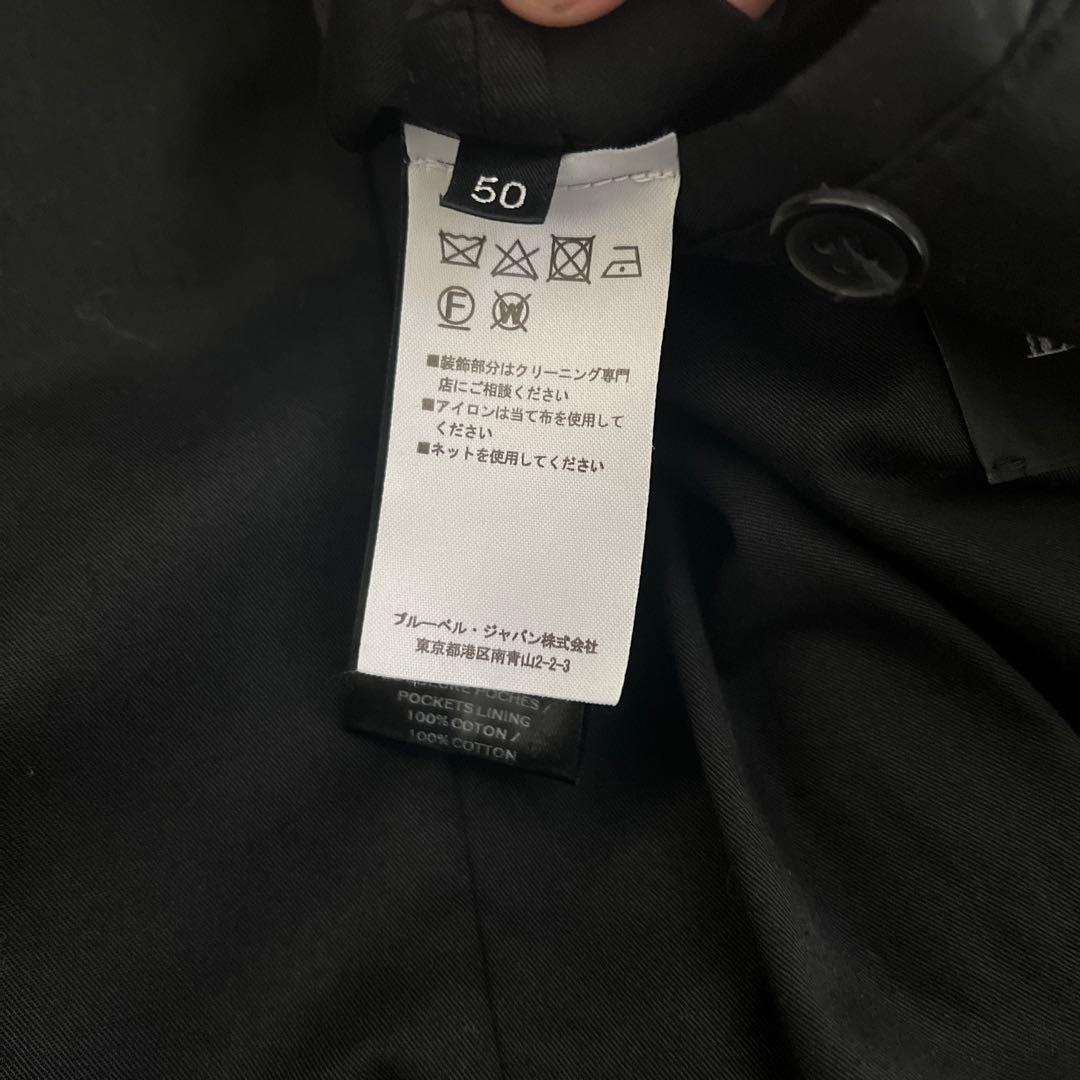 50
F
W
■装飾部分はクリーニング専門
店にご相談ください
■アイロンは当て布を使用して
ください
■ネットを使用してください
ブルーベル・ジャパン株式会社
東京都港区南青山2-2-3
POCHES /
POCKETS LINING
100% COTON /
100% COTTON